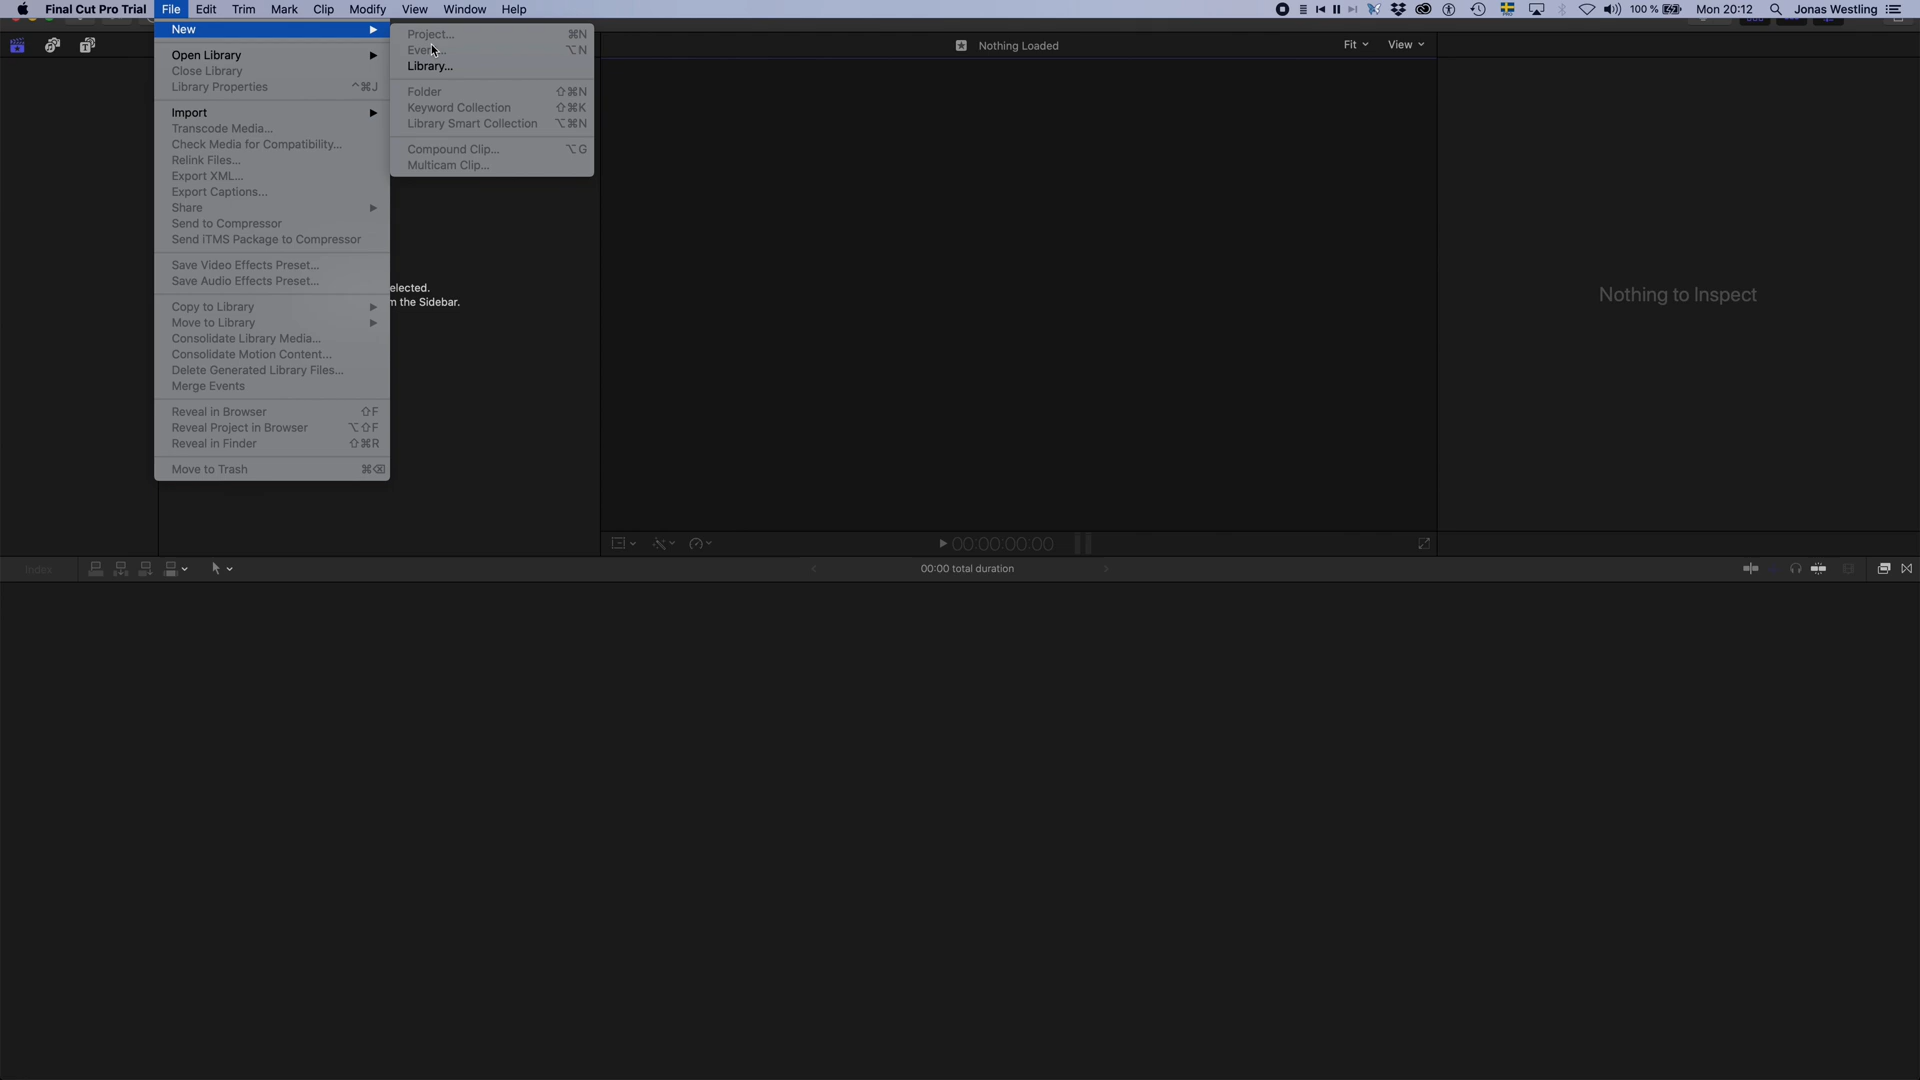 Final Cut Pro Trial File Edit Trim Mark Clip Modify View Window Help 100 % Mon 20:12 Jonas Westling
New
Project... ⌘N
⌥N
Library...
Folder ⇧⌘N
Keyword Collection ⇧⌘K
Library Smart Collection ⌥⌘N
Compound Clip... ⌥G
Multicam Clip...
Open Library
Close Library
Library Properties ^⌘J
Import
Transcode Media...
Check Media for Compatibility...
Relink Files...
Export XML...
Export Captions...
Share
Send to Compressor
Send iTMS Package to Compressor
Save Video Effects Preset...
Save Audio Effects Preset...
Copy to Library
Move to Library
Consolidate Library Media...
Consolidate Motion Content...
Delete Generated Library Files...
Merge Events
Reveal in Browser ⇧F
Reveal Project in Browser ⌥⇧F
Reveal in Finder ⇧⌘R
Move to Trash ⌘⌫
the Sidebar.
Nothing Loaded Fit View
Nothing to Inspect
00:00:00:00
Index 00:00 total duration